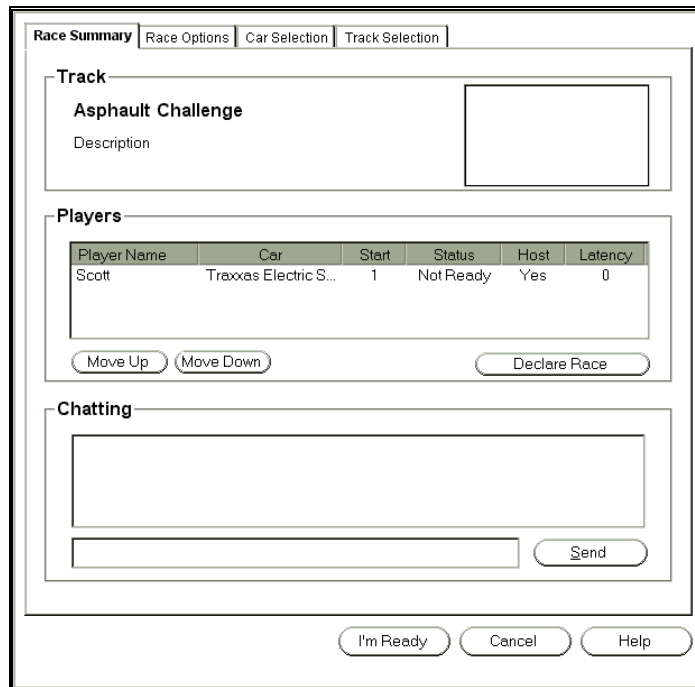 Race Summary Race Options Car Selection Track Selection
Track
Asphault Challenge
Description
Players
Player Name Car Start Status Host Latency
Scott Traxxas Electric S... 1 Not Ready Yes 0
Move Up Move Down Declare Race
Chatting
Send
I'm Ready Cancel Help